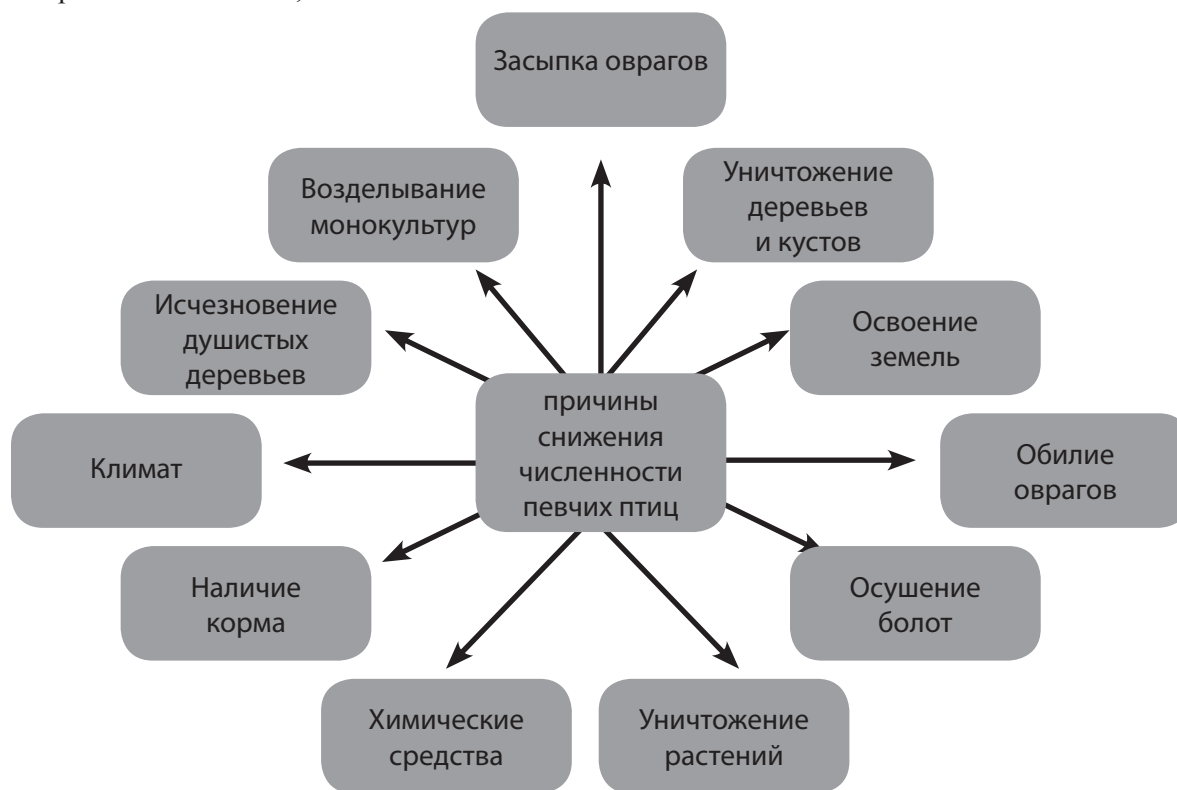 Засыпка оврагов
Возделывание
монокультур
Уничтожение
деревьев
и кустов
Исчезновение
душистых
деревьев
Освоение
земель
причины
снижения
численности
певчих птиц
Климат
Обилие
оврагов
Наличие
корма
Осушение
болот
Химические
средства
Уничтожение
растений